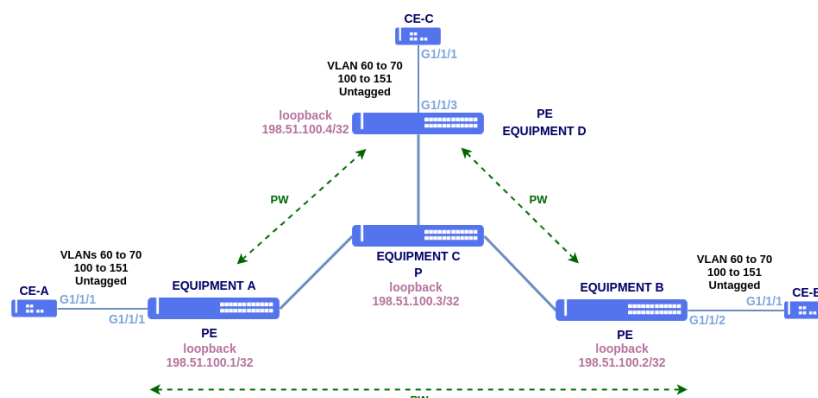 CE-C
G1/1/1
VLAN 60 to 70
100 to 151
Untagged
G1/1/3
loopback
198.51.100.4/32
PE
EQUIPMENT D
PW
PW
EQUIPMENT C
P
loopback
198.51.100.3/32
VLANs 60 to 70
100 to 151
Untagged
CE-A
G1/1/1
G1/1/1
EQUIPMENT A
PE
loopback
198.51.100.1/32
EQUIPMENT B
PE
loopback
198.51.100.2/32
VLAN 60 to 70
100 to 151
Untagged
G1/1/1
G1/1/2
PW